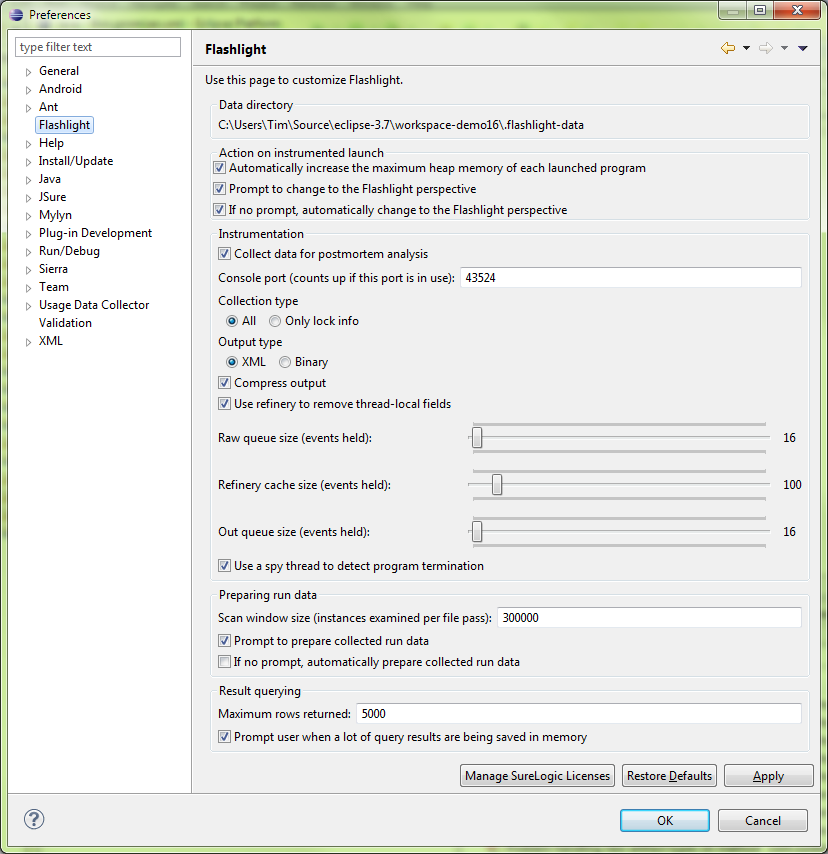 Preferences
type filter text
General
Android
Ant
Flashlight
Help
Install/Update
Java
JSure
Mylyn
Plug-in Development
Run/Debug
Sierra
Team
Usage Data Collector
Validation
XML
Flashlight
Use this page to customize Flashlight.
Data directory
C:\Users\Tim\Source\eclipse-3.7\workspace-demo16\.flashlight-data
Action on instrumented launch
Automatically increase the maximum heap memory of each launched program
Prompt to change to the Flashlight perspective
If no prompt, automatically change to the Flashlight perspective
Instrumentation
Collect data for postmortem analysis
Console port (counts up if this port is in use): 43524
Collection type
All Only lock info
Output type
XML Binary
Compress output
Use refinery to remove thread-local fields
Raw queue size (events held): 16
Refinery cache size (events held): 100
Out queue size (events held): 16
Use a spy thread to detect program termination
Preparing run data
Scan window size (instances examined per file pass): 300000
Prompt to prepare collected run data
If no prompt, automatically prepare collected run data
Result querying
Maximum rows returned: 5000
Prompt user when a lot of query results are being saved in memory
Manage SureLogic Licenses Restore Defaults Apply
? OK Cancel